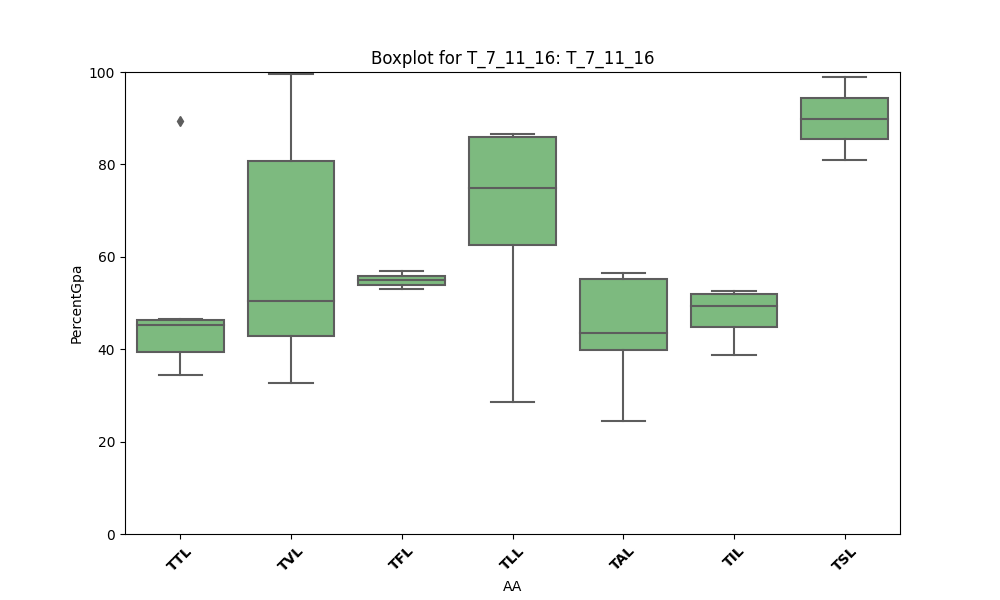 Boxplot for T_7_11_16: T_7_11_16
100
80
60
40
20
0
PercentGpa
TTL
TVL
TFL
TLL
TAL
TIL
TSL
AA